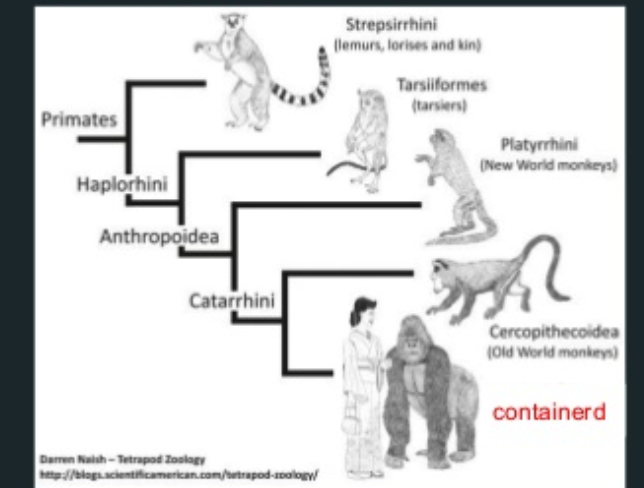 Strepsirrhini
(lemurs, lorises and kin)
Tarsiiformes
(tarsiers)
Primates
Platyrrhini
(New World monkeys)
Haplorhini
Anthropoidea
Catarrhini
Cercopithecoidea
(Old World monkeys)
containerd
Darren Naish – Tetrapod Zoology
http://blogs.scientificamerican.com/tetrapod-zoology/